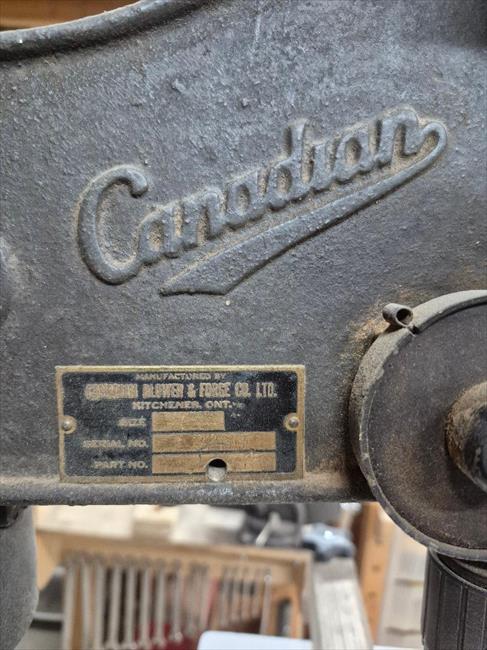 Canadian
MANUFACTURED BY
CANADIAN BLOWER & FORGE CO. LTD.
KITCHENER, ONT.
SIZE
SERIAL NO.
PART NO.